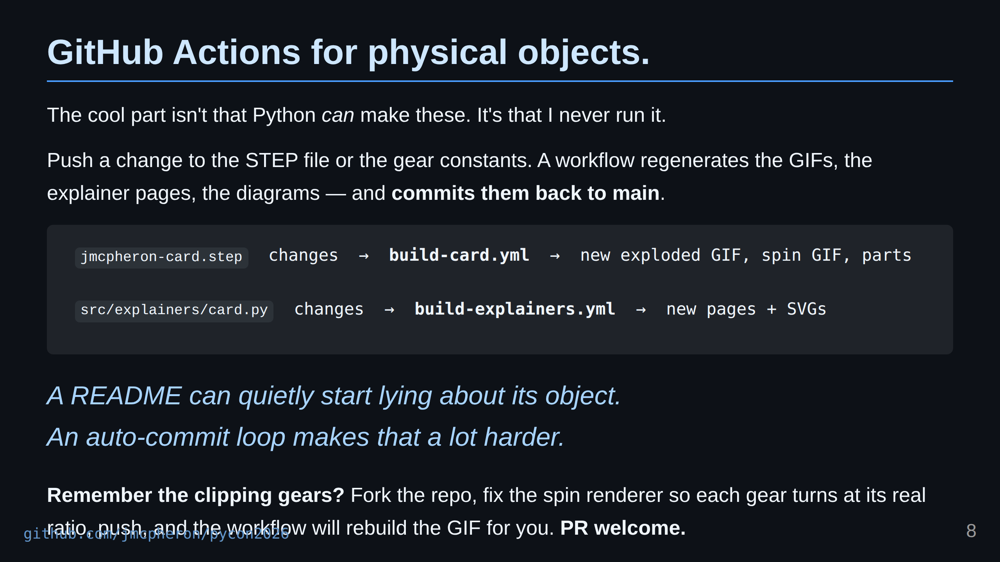 GitHub Actions for physical objects.
The cool part isn't that Python can make these. It's that I never run it.
Push a change to the STEP file or the gear constants. A workflow regenerates the GIFs, the
explainer pages, the diagrams — and commits them back to main.
jmcpheron-card.step changes → build-card.yml → new exploded GIF, spin GIF, parts
src/explainers/card.py changes → build-explainers.yml → new pages + SVGs
A README can quietly start lying about its object.
An auto-commit loop makes that a lot harder.
Remember the clipping gears? Fork the repo, fix the spin renderer so each gear turns at its real
ratio, push, and the workflow will rebuild the GIF for you. PR welcome.
github.com/jmcpheron/pycon2026
8